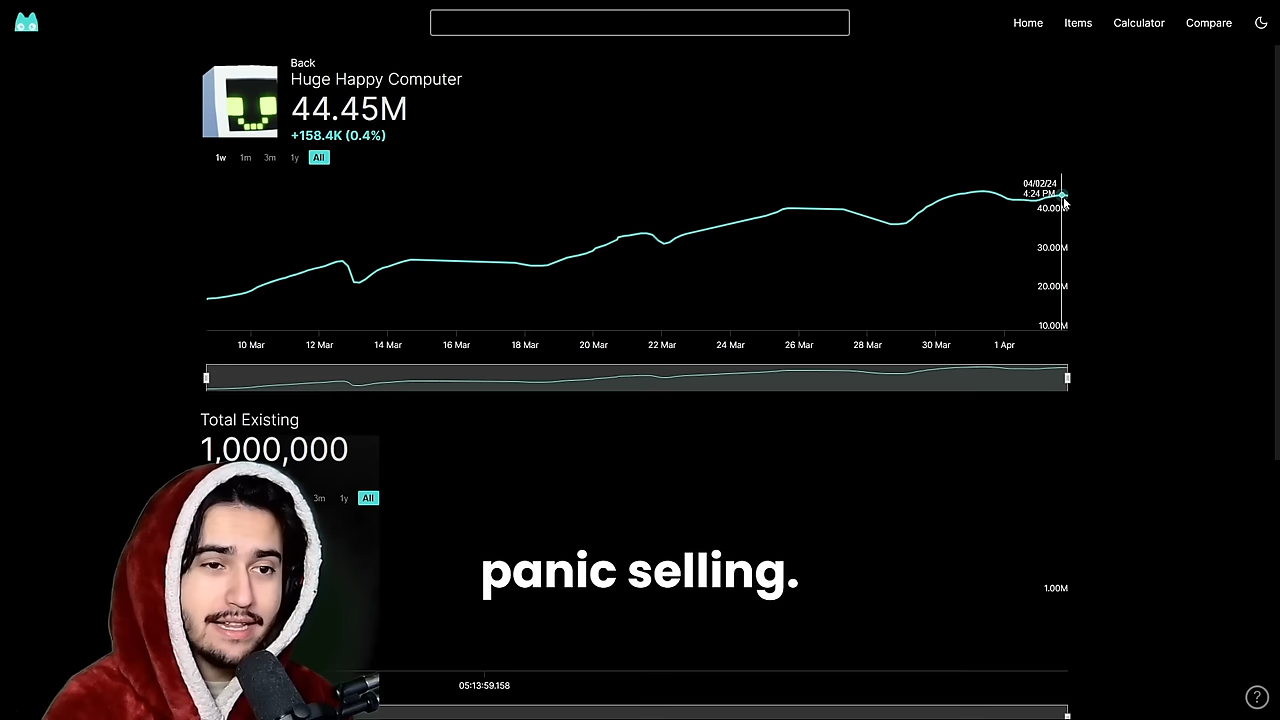 Home Items Calculator Compare
Back
Huge Happy Computer
44.45M
+158.4K (0.4%)
1w 1m 3m 1y All
04/02/24
4:24 PM
40.00M
30.00M
20.00M
10.00M
10 Mar 12 Mar 14 Mar 16 Mar 18 Mar 20 Mar 22 Mar 24 Mar 26 Mar 28 Mar 30 Mar 1 Apr
Total Existing
1,000,000
3m 1y All
panic selling.
1.00M
05:13:59.158
?